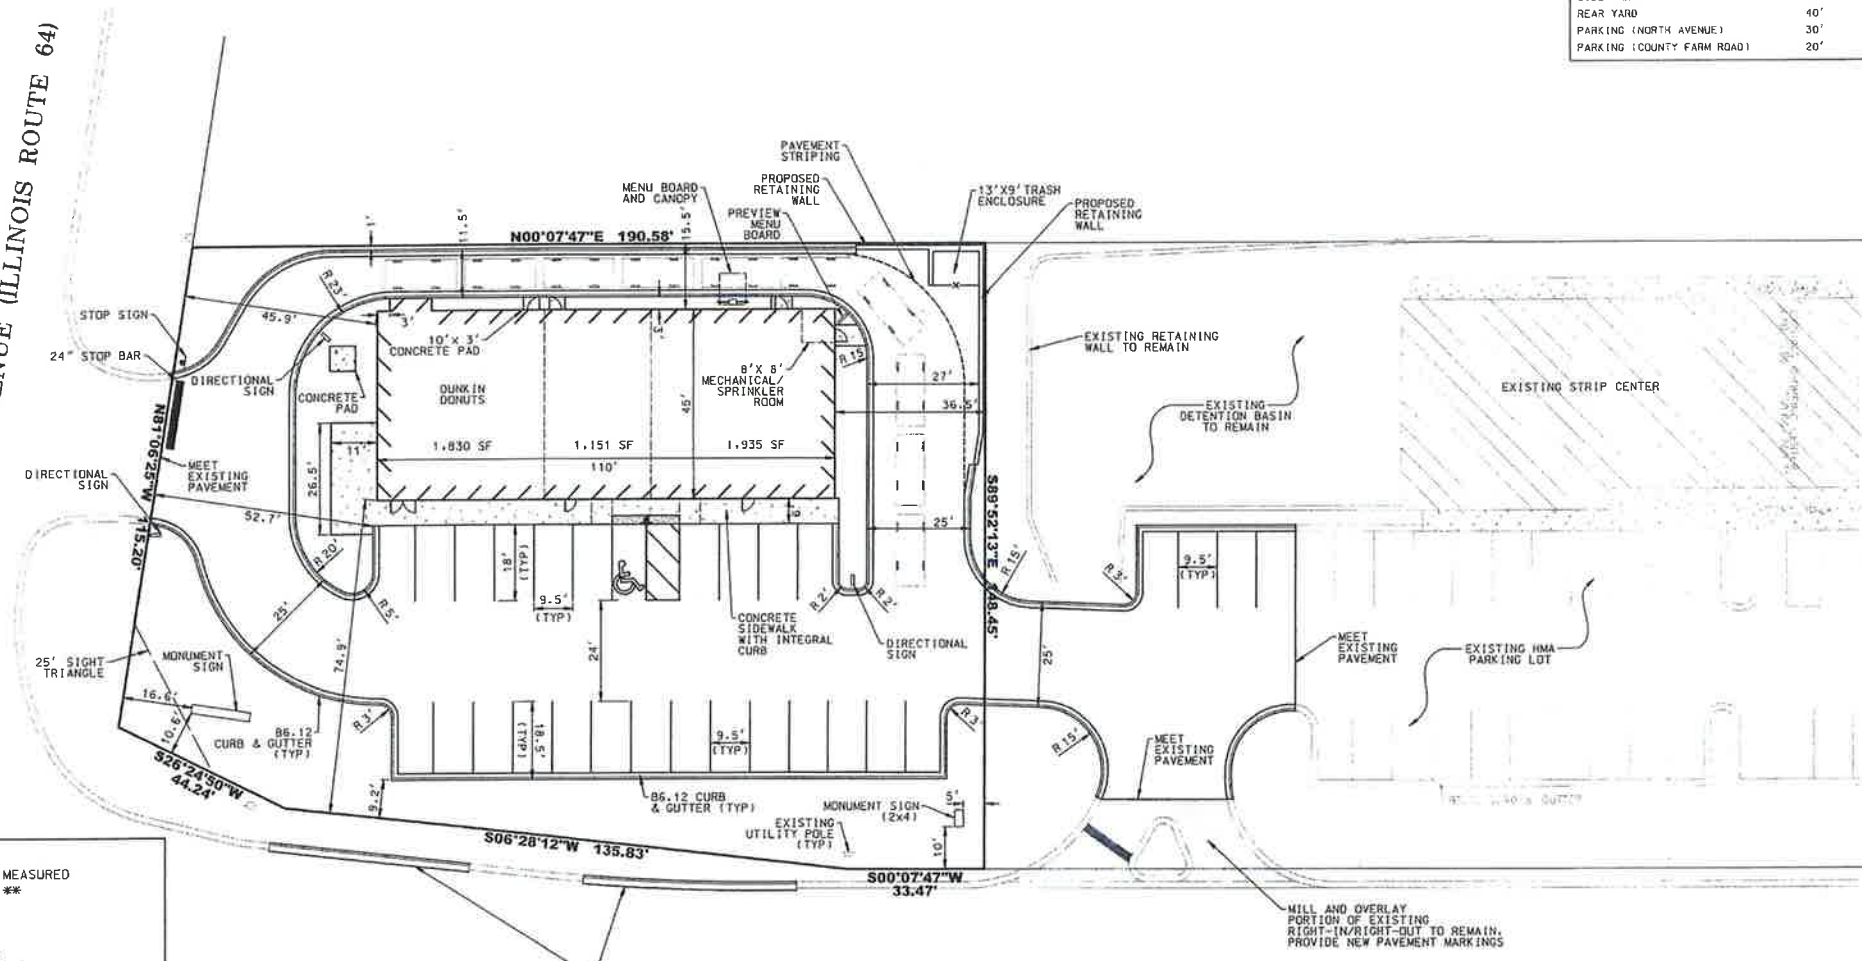 ENUE (ILLINOIS ROUTE 64)
REAR YARD 40'
PARKING (NORTH AVENUE) 30'
PARKING (COUNTY FARM ROAD) 20'
PAVEMENT
STRIPING
MENU BOARD
AND CANOPY
PROPOSED
RETAINING
WALL
13'X9' TRASH
ENCLOSURE
PROPOSED
RETAINING
WALL
PREVIEW
MENU
BOARD
1'
11.5'
N00°07'47"E 190.58'
15.5'
STOP SIGN
24" STOP BAR
R 23'
45.9'
3'
10' x 3'
CONCRETE PAD
3'
DIRECTIONAL
SIGN
CONCRETE
PAD
DUNKIN
DONUTS
8'X 8'
MECHANICAL/
SPRINKLER
ROOM
R 15'
27'
36.5'
EXISTING RETAINING
WALL TO REMAIN
EXISTING
DETENTION BASIN
TO REMAIN
EXISTING STRIP CENTER
N81°06'25"W
115.20'
MEET
EXISTING
PAVEMENT
DIRECTIONAL
SIGN
11'
26.5'
45'
1,830 SF
1,151 SF
1,935 SF
110'
52.7'
9'
25'
S89°52'13"E
R 20'
R 5'
25'
18'
(TYP)
9.5'
(TYP)
R 2'
R 2'
R 15'
R 3'
9.5'
(TYP)
CONCRETE
SIDEWALK
WITH INTEGRAL
CURB
DIRECTIONAL
SIGN
25' SIGHT
TRIANGLE
MONUMENT
SIGN
74.9'
24'
25'
MEET
EXISTING
PAVEMENT
EXISTING HMA
PARKING LOT
16.6'
10.6'
B6.12
CURB & GUTTER
(TYP)
R 3'
18.5'
(TYP)
9.5'
(TYP)
R 3'
R 15'
MEET
EXISTING
PAVEMENT
S26°24'50"W
44.24'
9.2'
B6.12 CURB
& GUTTER (TYP)
MONUMENT SIGN
(2x4)
5'
10'
EXISTING
UTILITY POLE
(TYP)
S06°28'12"W 135.83'
S00°07'47"W
33.47'
MEASURED
**
MILL AND OVERLAY
PORTION OF EXISTING
RIGHT-IN/RIGHT-OUT TO REMAIN.
PROVIDE NEW PAVEMENT MARKINGS